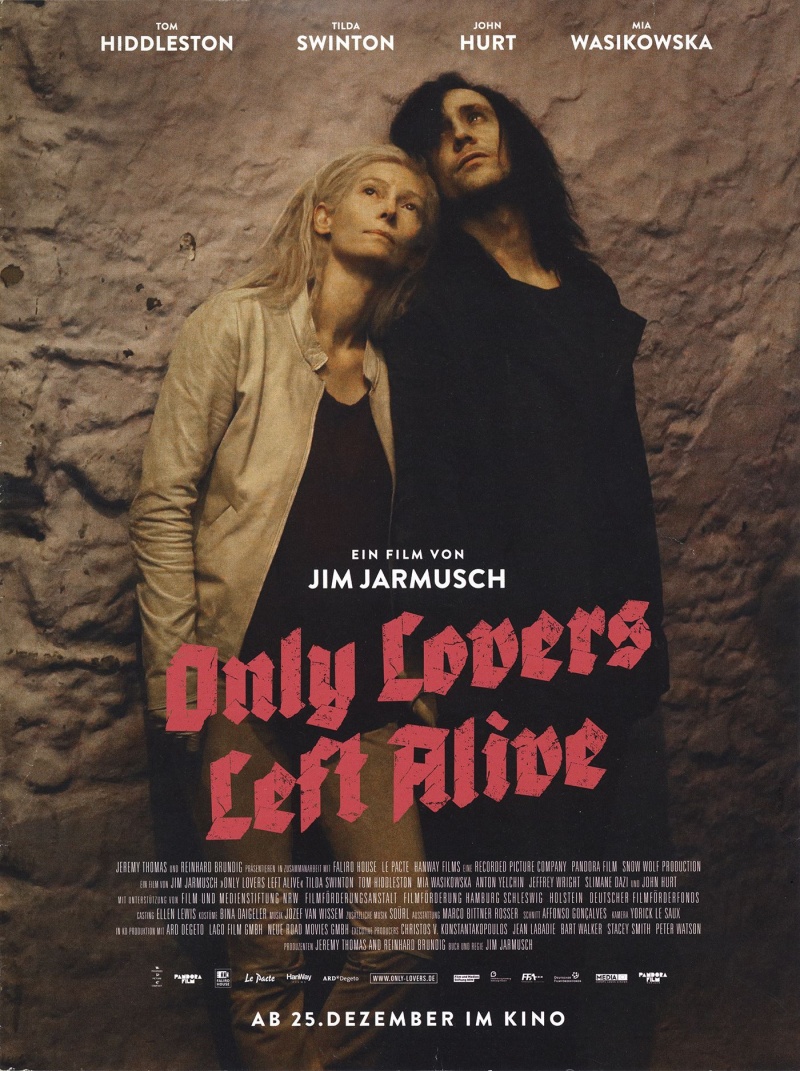 TOM HIDDLESTON
TILDA SWINTON
JOHN HURT
MIA WASIKOWSKA
EIN FILM VON
JIM JARMUSCH
Only Lovers
Left Alive
JEREMY THOMAS UND REINHARD BRUNDIG PRÄSENTIEREN IN ZUSAMMENARBEIT MIT FALIRO HOUSE LE PACTE HANWAY FILMS EINE RECORDED PICTURE COMPANY PANDORA FILM SNOW WOLF PRODUCTION
EIN FILM VON JIM JARMUSCH »ONLY LOVERS LEFT ALIVE« TILDA SWINTON TOM HIDDLESTON MIA WASIKOWSKA ANTON YELCHIN JEFFREY WRIGHT SLIMANE DAZI UND JOHN HURT
MIT UNTERSTÜTZUNG VON FILM UND MEDIENSTIFTUNG NRW FILMFÖRDERUNGSANSTALT FILMFÖRDERUNG HAMBURG SCHLESWIG HOLSTEIN DEUTSCHER FILMFÖRDERFONDS
CASTING ELLEN LEWIS KOSTÜME BINA DAIGELER MUSIK JOZEF VAN WISSEM ZUSÄTZLICHE MUSIK SQÜRL AUSSTATTUNG MARCO BITTNER ROSSER SCHNITT AFFONSO GONÇALVES KAMERA YORICK LE SAUX
IN KO PRODUKTION MIT ARD DEGETO LAGO FILM GMBH NEUE ROAD MOVIES GMBH EXECUTIVE PRODUCERS CHRISTOS V. KONSTANTAKOPOULOS JEAN LABADIE BART WALKER STACEY SMITH PETER WATSON
PRODUZENTEN JEREMY THOMAS AND REINHARD BRUNDIG BUCH UND REGIE JIM JARMUSCH
PANDORA FILM FALIRO HOUSE Le Pacte HanWay ARD Degeto WWW.ONLY-LOVERS.DE FFA MEDIA PANDORA FILM
AB 25.DEZEMBER IM KINO